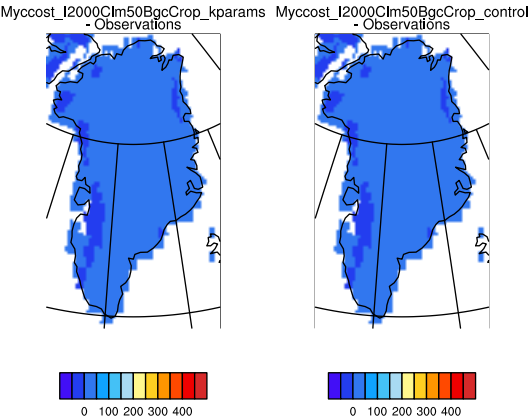 Myccost_I2000Clm50BgcCrop_kparams
- Observations
Myccost_I2000Clm50BgcCrop_control
- Observations
0 100 200 300 400
0 100 200 300 400